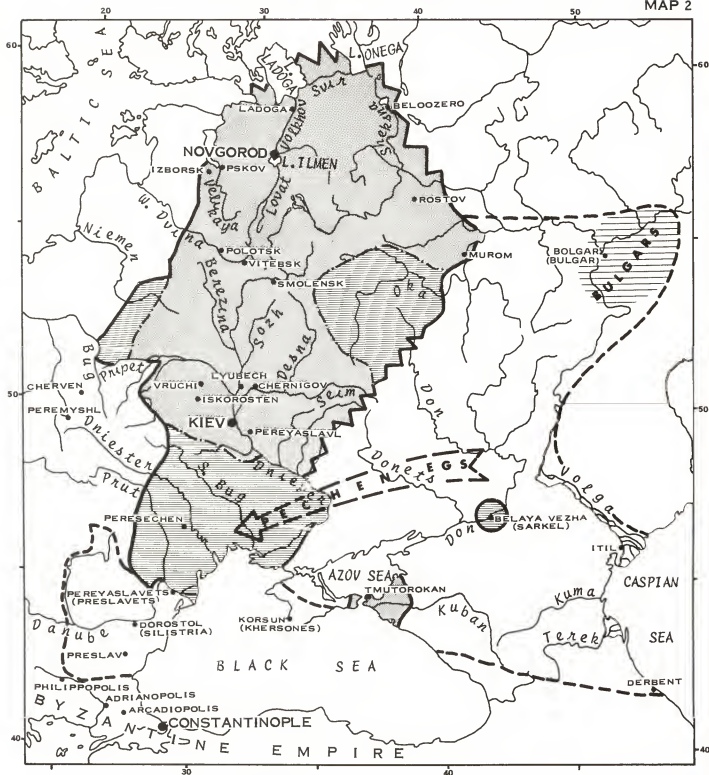 MAP 2
20
30
40
50
60
60
L. ONEGA
L. LADOGA
BALTIC SEA
Svir
LADOGA
BELOOZERO
Volkhov
Sheksna
NOVGOROD
L. ILMEN
IZBORSK
PSKOV
Velikaya
Lovat
ROSTOV
W. Dvina
Niemen
POLOTSK
VITEBSK
MUROM
BOLGAR
(BULGAR)
BULGARS
SMOLENSK
Oka
Berezina
Sozh
Desna
Bug
Pripet
LYUBECH
VRUCHI
CHERNIGOV
Seim
Don
50
50
CHERVEN
ISKOROSTEN
PEREMYSHL
KIEV
PEREYASLAVL
Dniester
Dnieper
Donets
PECHENEGS
Prut
S. Bug
Volga
PERESECHEN
Don
BELAYA VEZHA
(SARKEL)
ITIL
AZOV SEA
CASPIAN
SEA
PEREYASLAVETS
(PRESLAVETS)
TMUTOROKAN
Kuma
Kuban
Danube
DOROSTOL
(SILISTRIA)
KORSUN
(KHERSONES)
Terek
PRESLAV
BLACK SEA
DERBENT
PHILIPPOPOLIS
ADRIANOPOLIS
ARCADIOPOLIS
CONSTANTINOPLE
BYZANTINE EMPIRE
40
40
30
40